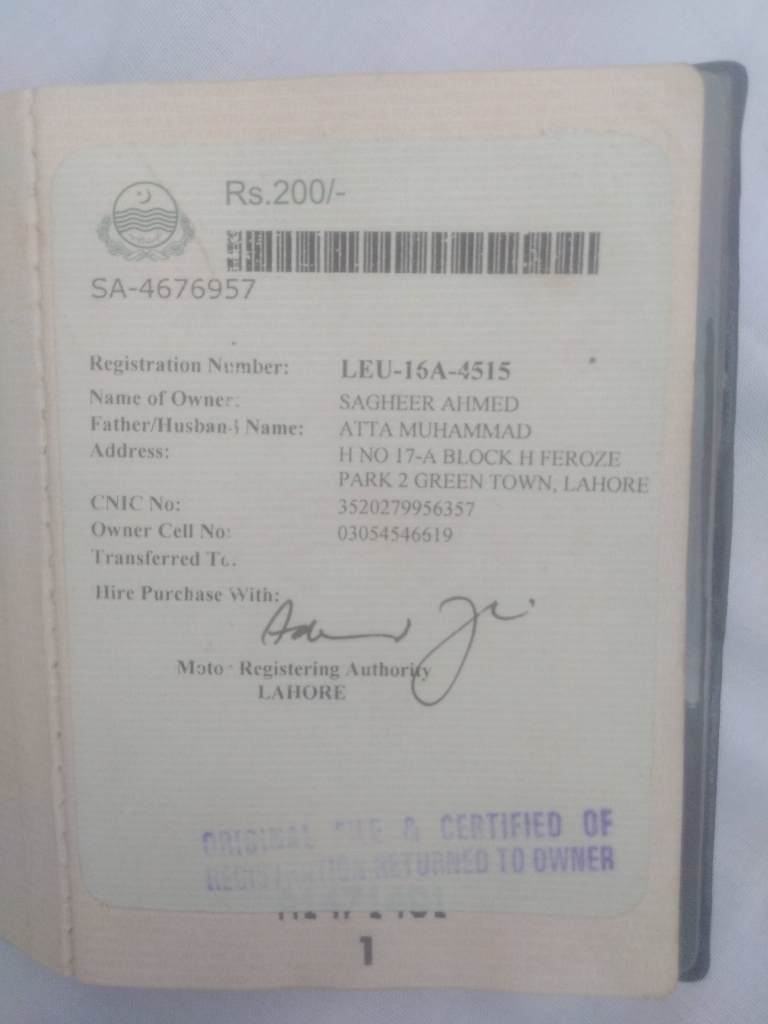 Rs.200/-
SA-4676957
Registration Number: LEU-16A-4515
Name of Owner: SAGHEER AHMED
Father/Husband Name: ATTA MUHAMMAD
Address: H NO 17-A BLOCK H FEROZE
PARK 2 GREEN TOWN, LAHORE
CNIC No: 3520279956357
Owner Cell No: 03054546619
Transferred To:
Hire Purchase With:
Motor Registering Authority
LAHORE
ORIGINAL FILE & CERTIFIED OF
REGISTRATION RETURNED TO OWNER
1